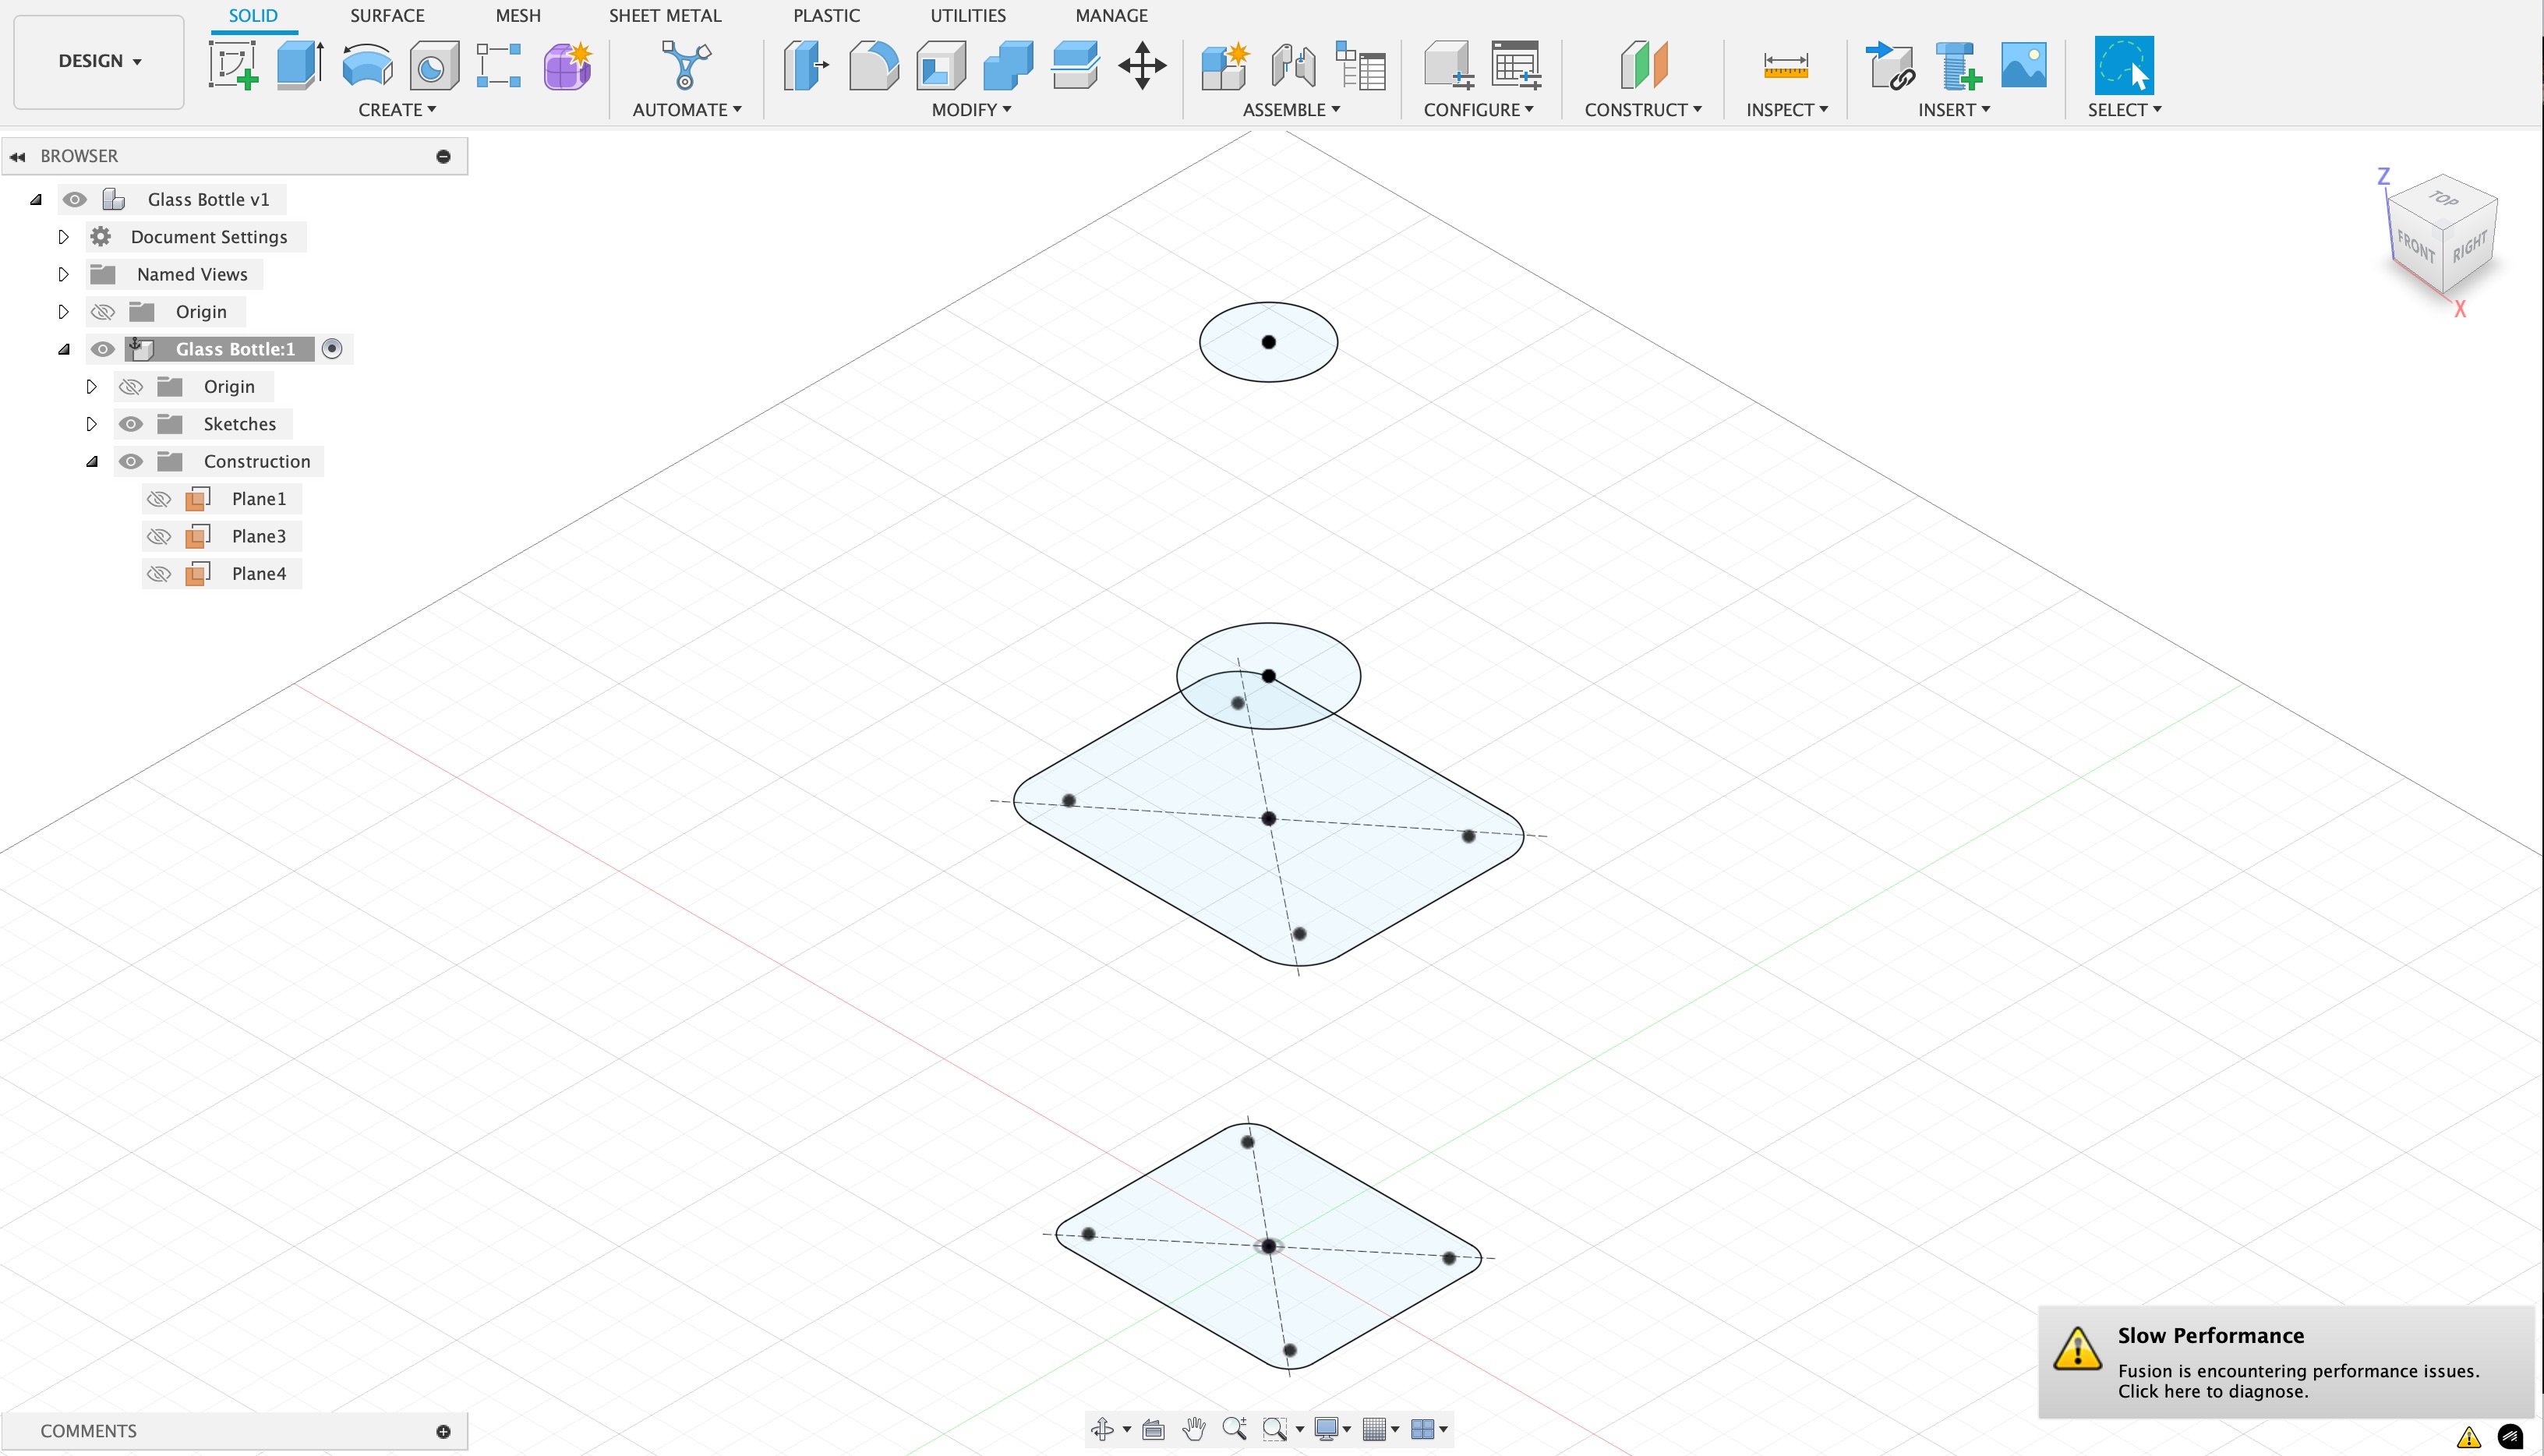 SOLID SURFACE MESH SHEET METAL PLASTIC UTILITIES MANAGE
DESIGN
CREATE AUTOMATE MODIFY ASSEMBLE CONFIGURE CONSTRUCT INSPECT INSERT SELECT
BROWSER
Glass Bottle v1
Document Settings
Named Views
Origin
Glass Bottle:1
Origin
Sketches
Construction
Plane1
Plane3
Plane4
Z
TOP
FRONT RIGHT
X
Slow Performance
Fusion is encountering performance issues.
Click here to diagnose.
COMMENTS